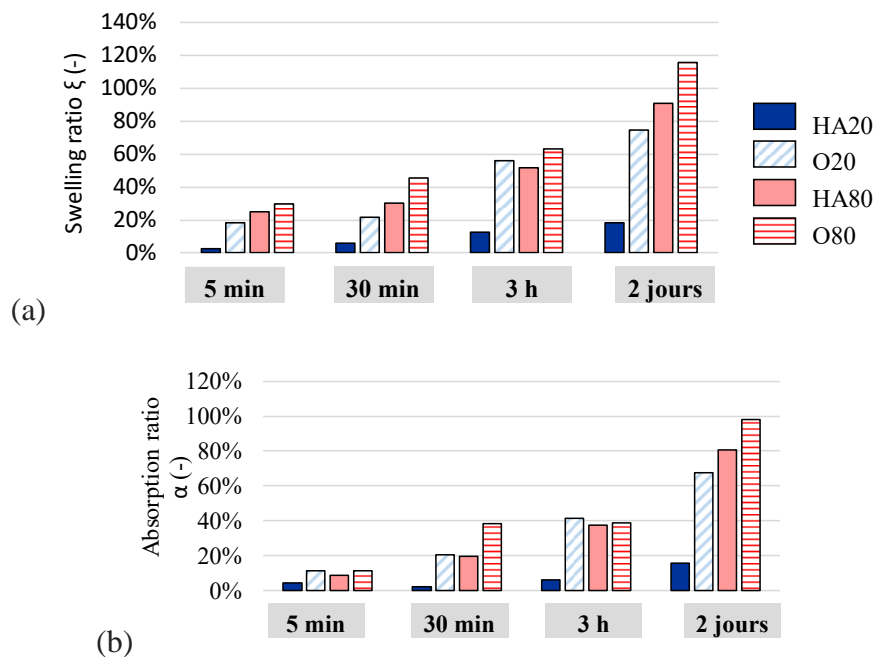 140%
120%
100%
80%
60%
40%
20%
0%
Swelling ratio ξ (-)
5 min
30 min
3 h
2 jours
HA20
O20
HA80
O80
(a)
120%
100%
80%
60%
40%
20%
0%
Absorption ratio
α (-)
5 min
30 min
3 h
2 jours
(b)